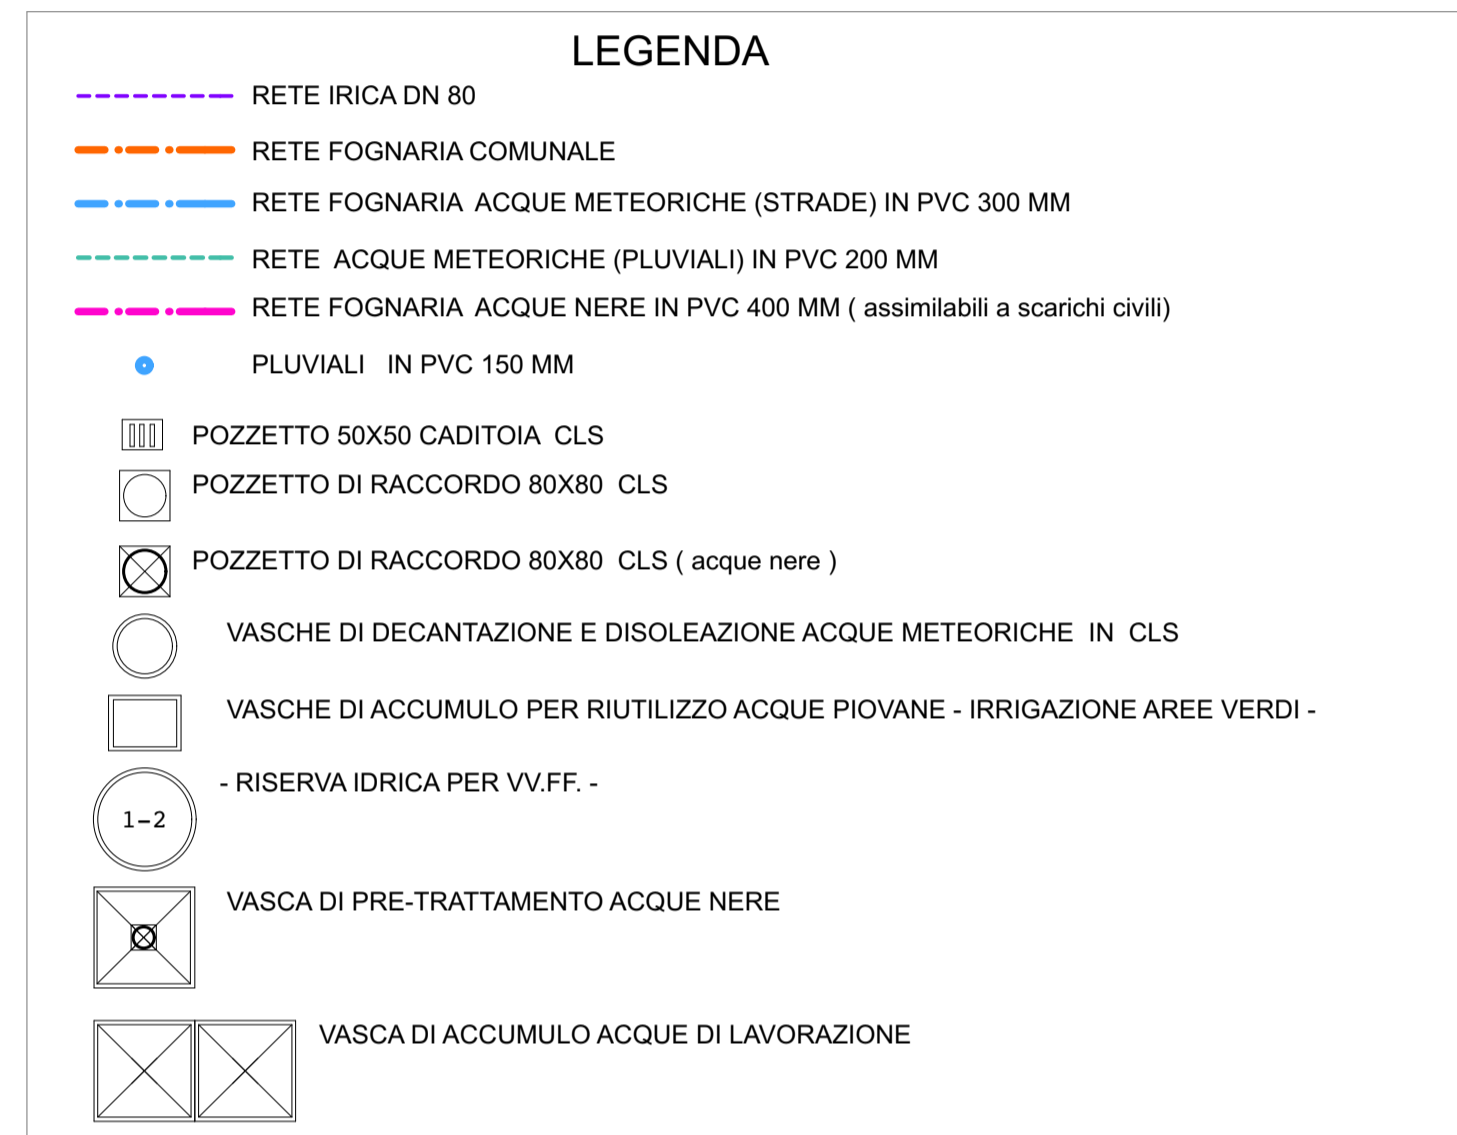 LEGENDA
RETE IRICA DN 80
RETE FOGNARIA COMUNALE
RETE FOGNARIA ACQUE METEORICHE (STRADE) IN PVC 300 MM
RETE ACQUE METEORICHE (PLUVIALI) IN PVC 200 MM
RETE FOGNARIA ACQUE NERE IN PVC 400 MM ( assimilabili a scarichi civili)
PLUVIALI IN PVC 150 MM
POZZETTO 50X50 CADITOIA CLS
POZZETTO DI RACCORDO 80X80 CLS
POZZETTO DI RACCORDO 80X80 CLS ( acque nere )
VASCHE DI DECANTAZIONE E DISOLEAZIONE ACQUE METEORICHE IN CLS
VASCHE DI ACCUMULO PER RIUTILIZZO ACQUE PIOVANE - IRRIGAZIONE AREE VERDI -
- RISERVA IDRICA PER VV.FF. -
1-2
VASCA DI PRE-TRATTAMENTO ACQUE NERE
VASCA DI ACCUMULO ACQUE DI LAVORAZIONE